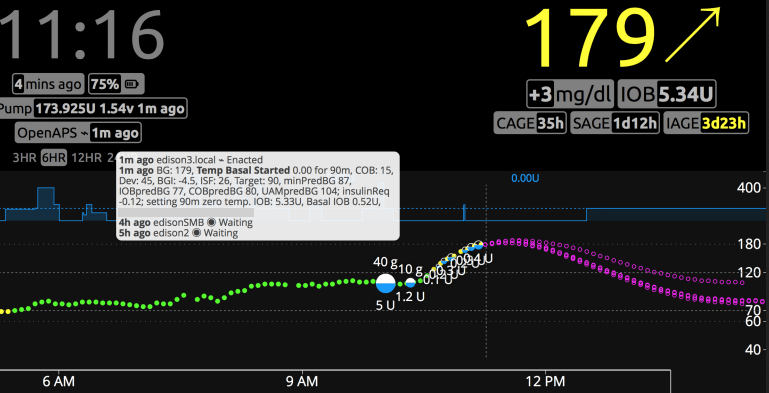 11:16
179
4 mins ago 75%
+3 mg/dl IOB 5.34U
Pump 173.925U 1.54v 1m ago
CAGE 35h SAGE 1d12h IAGE 3d23h
OpenAPS ⌁ 1m ago
3HR 6HR 12HR
1m ago edison3.local ⌁ Enacted
1m ago BG: 179, Temp Basal Started 0.00 for 90m, COB: 15,
Dev: 45, BGI: -4.5, ISF: 26, Target: 90, minPredBG 87,
IOBpredBG 77, COBpredBG 80, UAMpredBG 104; insulinReq
-0.12; setting 90m zero temp. IOB: 5.33U, Basal IOB 0.52U,
4h ago edisonSMB ◉ Waiting
5h ago edison2 ◉ Waiting
0.00U
400
180
120
70
60
40
40 g
10 g
5 U
1.2 U
0.1 U
6 AM 9 AM 12 PM